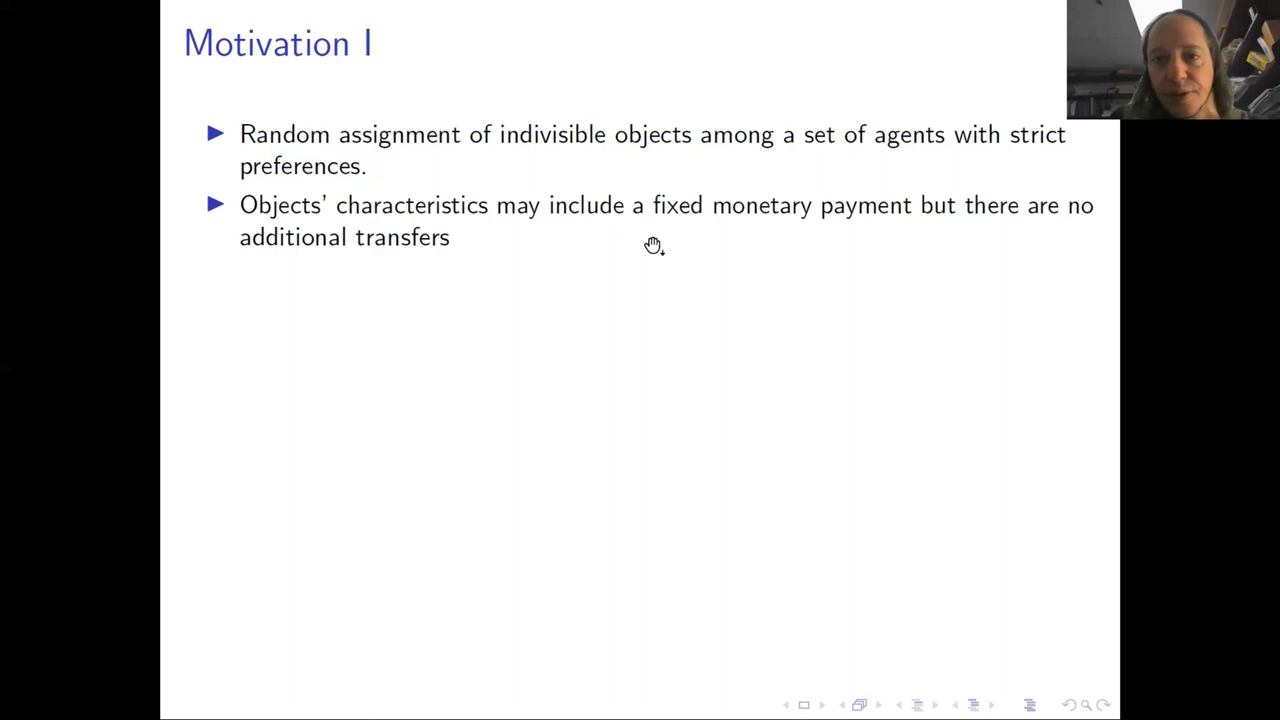 Motivation I
Random assignment of indivisible objects among a set of agents with strict
preferences.
Objects' characteristics may include a fixed monetary payment but there are no
additional transfers